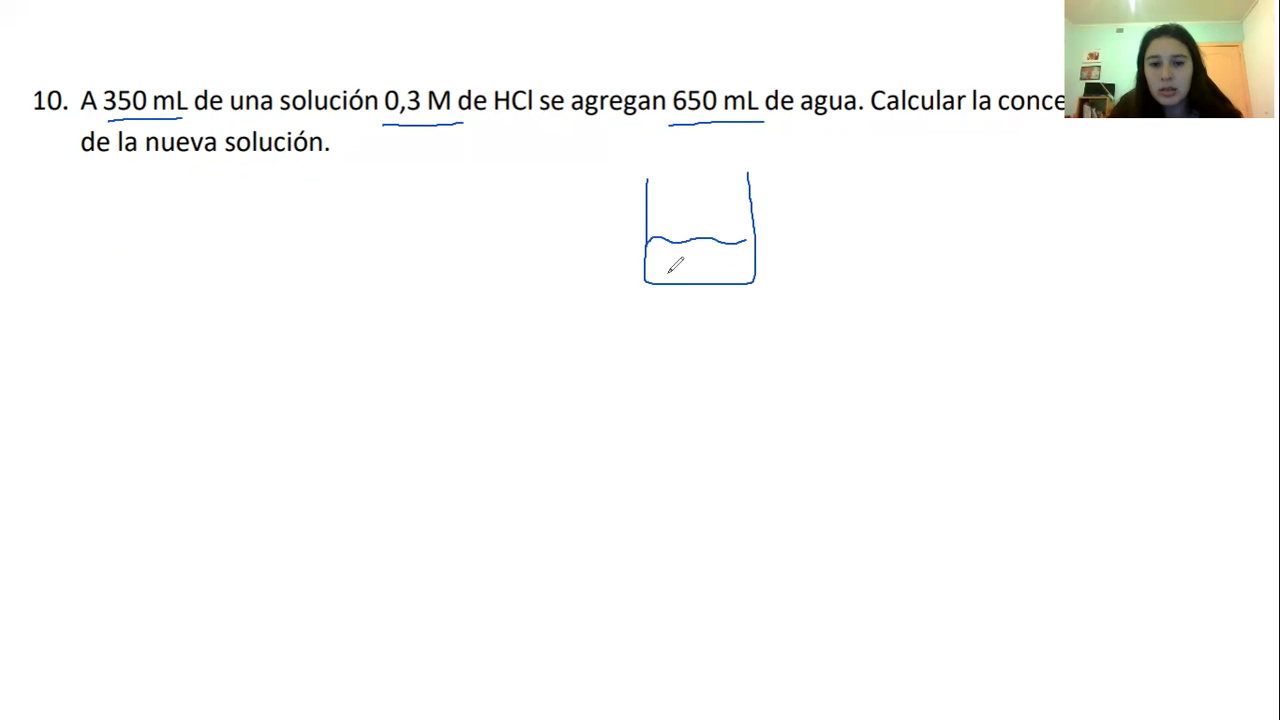 10. A 350 mL de una solución 0,3 M de HCl se agregan 650 mL de agua. Calcular la
de la nueva solución.